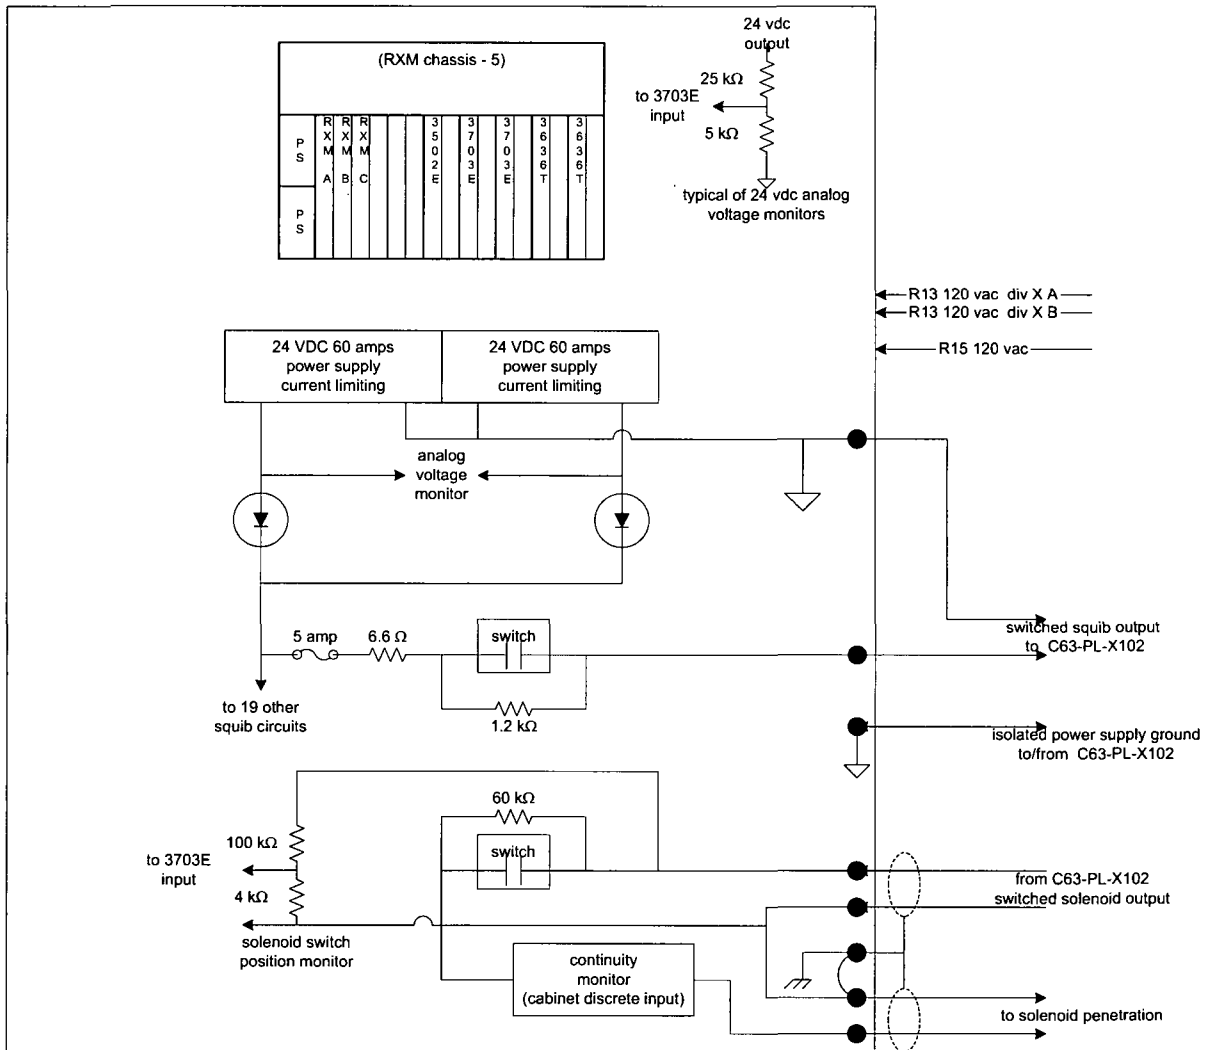 24 vdc
output
(RXM chassis - 5)
25 kΩ
to 3703E
input
5 kΩ
typical of 24 vdc analog
voltage monitors
PS
PS
RXM A
RXM B
RXM C
3502E
3703E
3703E
3636T
3636T
R13 120 vac div X A
R13 120 vac div X B
R15 120 vac
24 VDC 60 amps
power supply
current limiting
24 VDC 60 amps
power supply
current limiting
analog
voltage
monitor
5 amp
6.6 Ω
switch
1.2 kΩ
to 19 other
squib circuits
switched squib output
to C63-PL-X102
isolated power supply ground
to/from C63-PL-X102
60 kΩ
switch
100 kΩ
to 3703E
input
4 kΩ
solenoid switch
position monitor
from C63-PL-X102
switched solenoid output
continuity
monitor
(cabinet discrete input)
to solenoid penetration